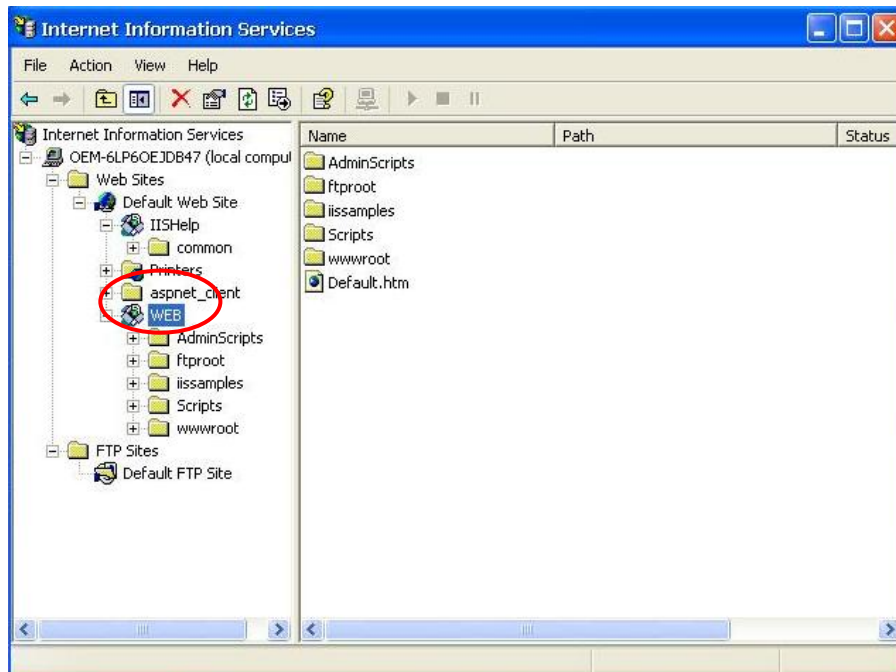 Internet Information Services
File Action View Help
Internet Information Services
OEM-6LP6OEJDB47 (local comput
Web Sites
Default Web Site
IISHelp
common
Printers
aspnet_client
WEB
AdminScripts
ftproot
iissamples
Scripts
wwwroot
FTP Sites
Default FTP Site
Name Path Status
AdminScripts
ftproot
iissamples
Scripts
wwwroot
Default.htm